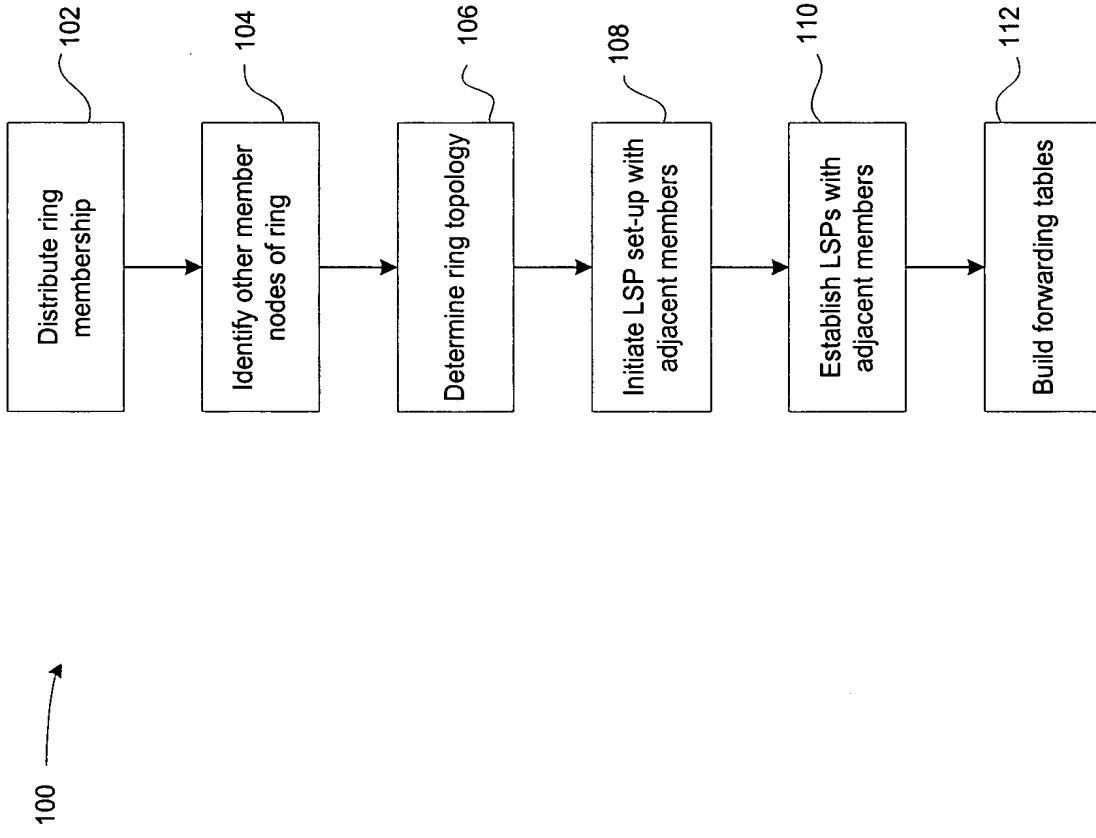 100
Distribute ring
membership
102
Identify other member
nodes of ring
104
Determine ring topology
106
Initiate LSP set-up with
adjacent members
108
Establish LSPs with
adjacent members
110
Build forwarding tables
112